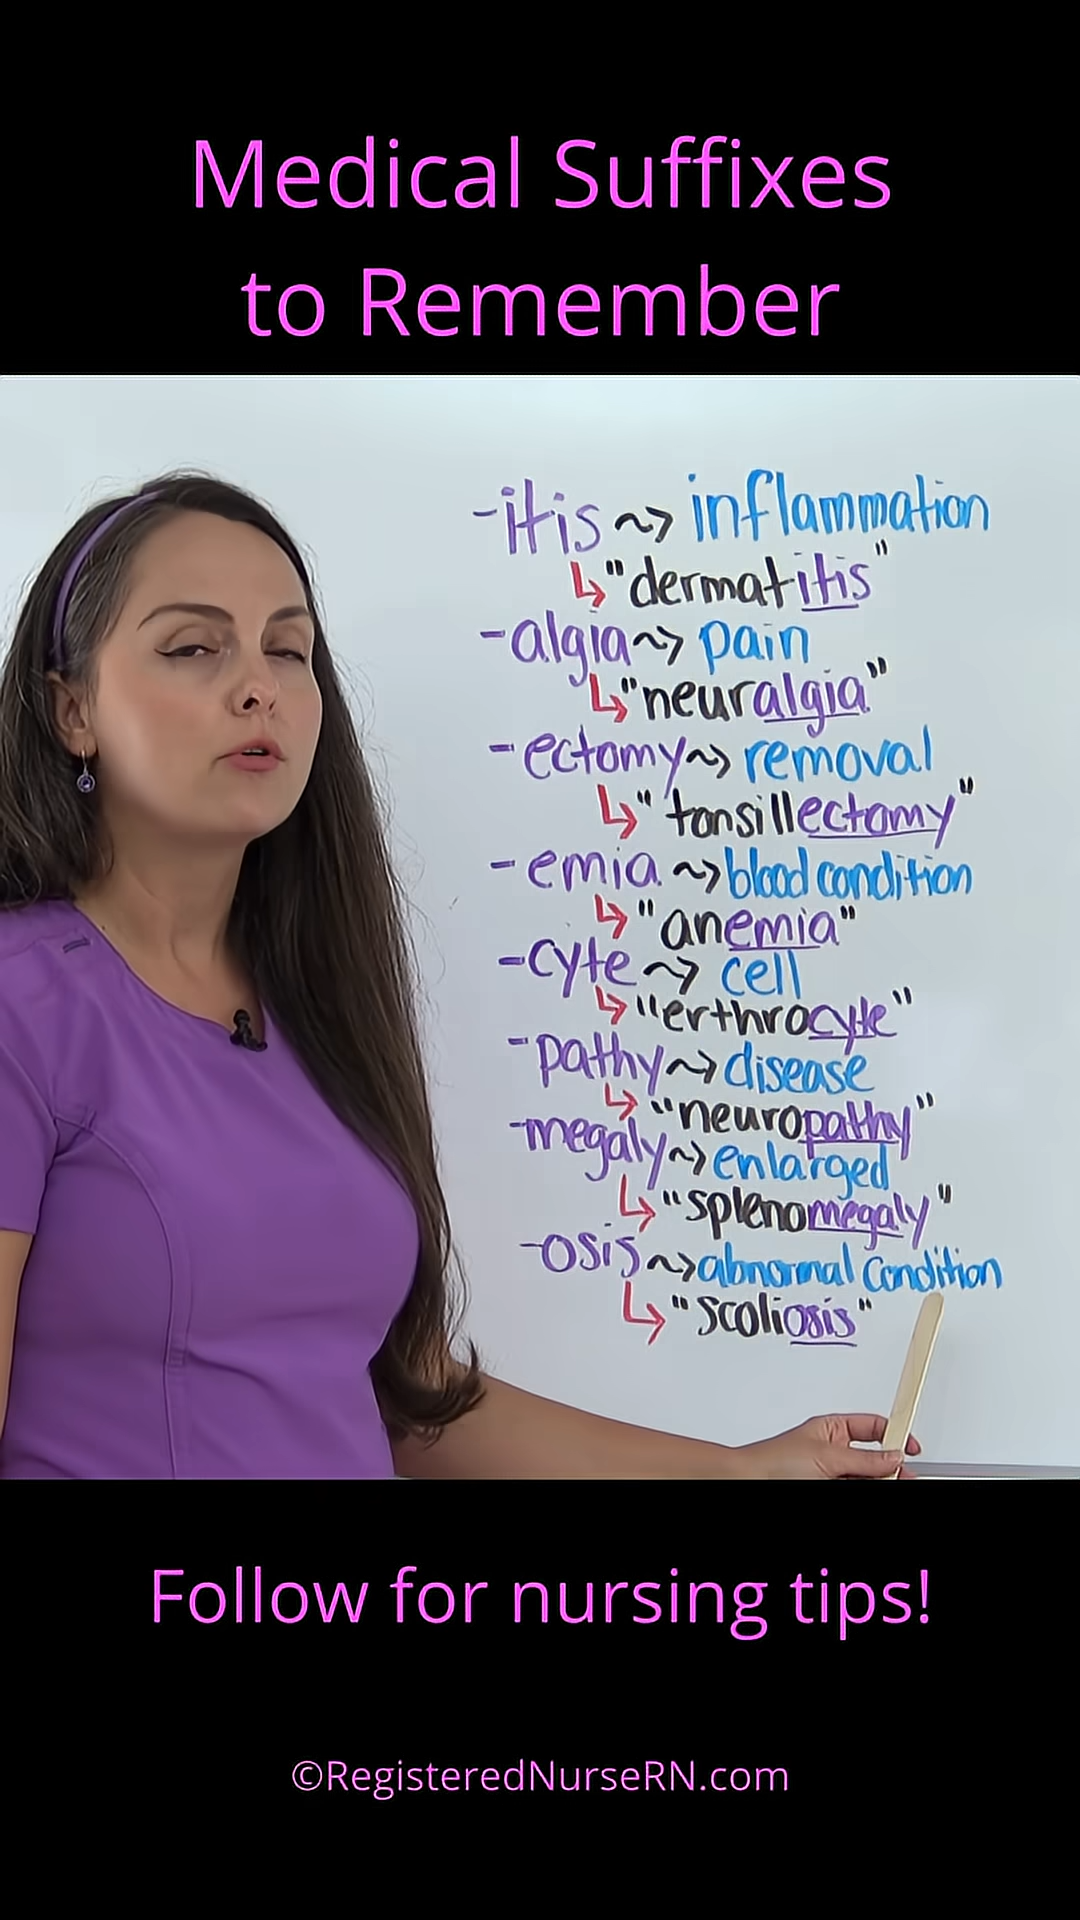 Medical Suffixes
to Remember
-itis ~> inflammation
↳ "dermatitis"
-algia ~> pain
↳ "neuralgia"
-ectomy ~> removal
↳ "tonsillectomy"
-emia ~> blood condition
↳ "anemia"
-cyte ~> cell
↳ "erthrocyte"
-pathy ~> disease
↳ "neuropathy"
-megaly ~> enlarged
↳ "splenomegaly"
-osis ~> abnormal condition
↳ "scoliosis"
Follow for nursing tips!
©RegisteredNurseRN.com